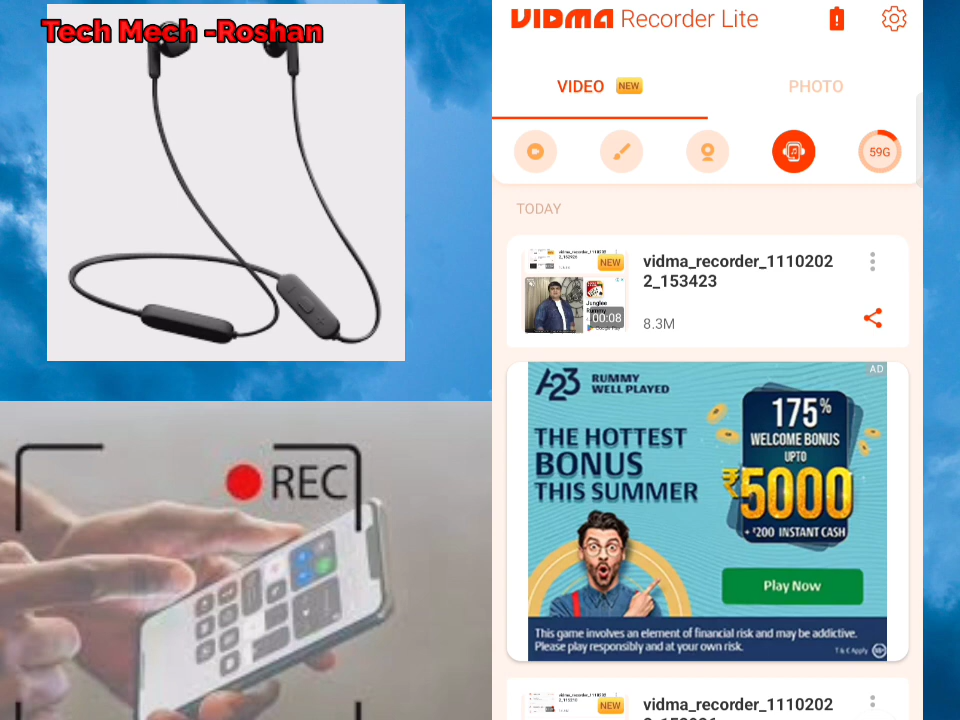 Tech Mech -Roshan
REC
VIDMA Recorder Lite
VIDEO NEW
PHOTO
59G
TODAY
NEW
00:08
Junglee
vidma_recorder_1110202
2_153423
8.3M
AD
A23 RUMMY
WELL PLAYED
THE HOTTEST
BONUS
THIS SUMMER
175%
WELCOME BONUS
UPTO
₹5000
+ ₹200 INSTANT CASH
Play Now
This game involves an element of financial risk and may be addictive.
Please play responsibly and at your own risk.
T & C Apply
18+
NEW
vidma_recorder_1110202